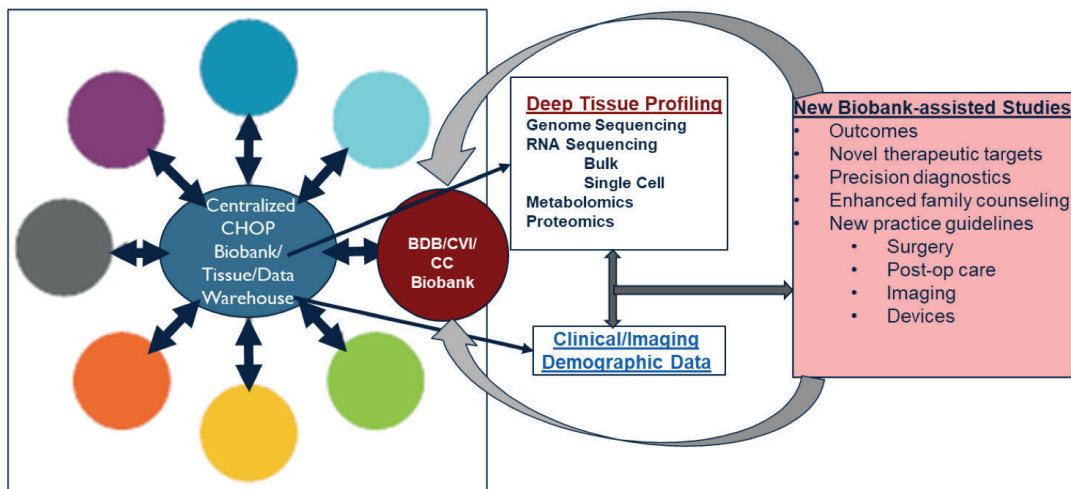 Centralized
CHOP
Biobank/
Tissue/Data
Warehouse
BDB/CVI/
CC
Biobank
Deep Tissue Profiling
Genome Sequencing
RNA Sequencing
Bulk
Single Cell
Metabolomics
Proteomics
Clinical/Imaging
Demographic Data
New Biobank-assisted Studies
• Outcomes
• Novel therapeutic targets
• Precision diagnostics
• Enhanced family counseling
• New practice guidelines
• Surgery
• Post-op care
• Imaging
• Devices